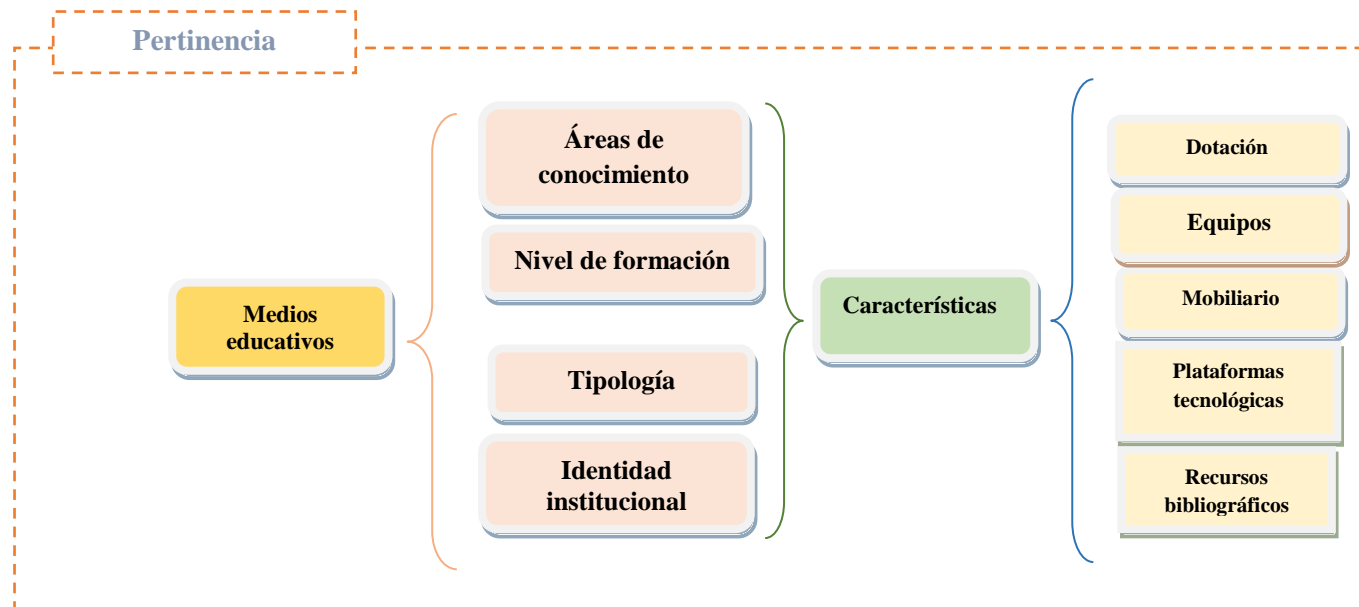 Pertinencia
Medios
educativos
Áreas de
conocimiento
Nivel de formación
Tipología
Identidad
institucional
Característícas
Dotación
Equipos
Mobiliario
Plataformas
tecnológicas
Recursos
bibliográficos